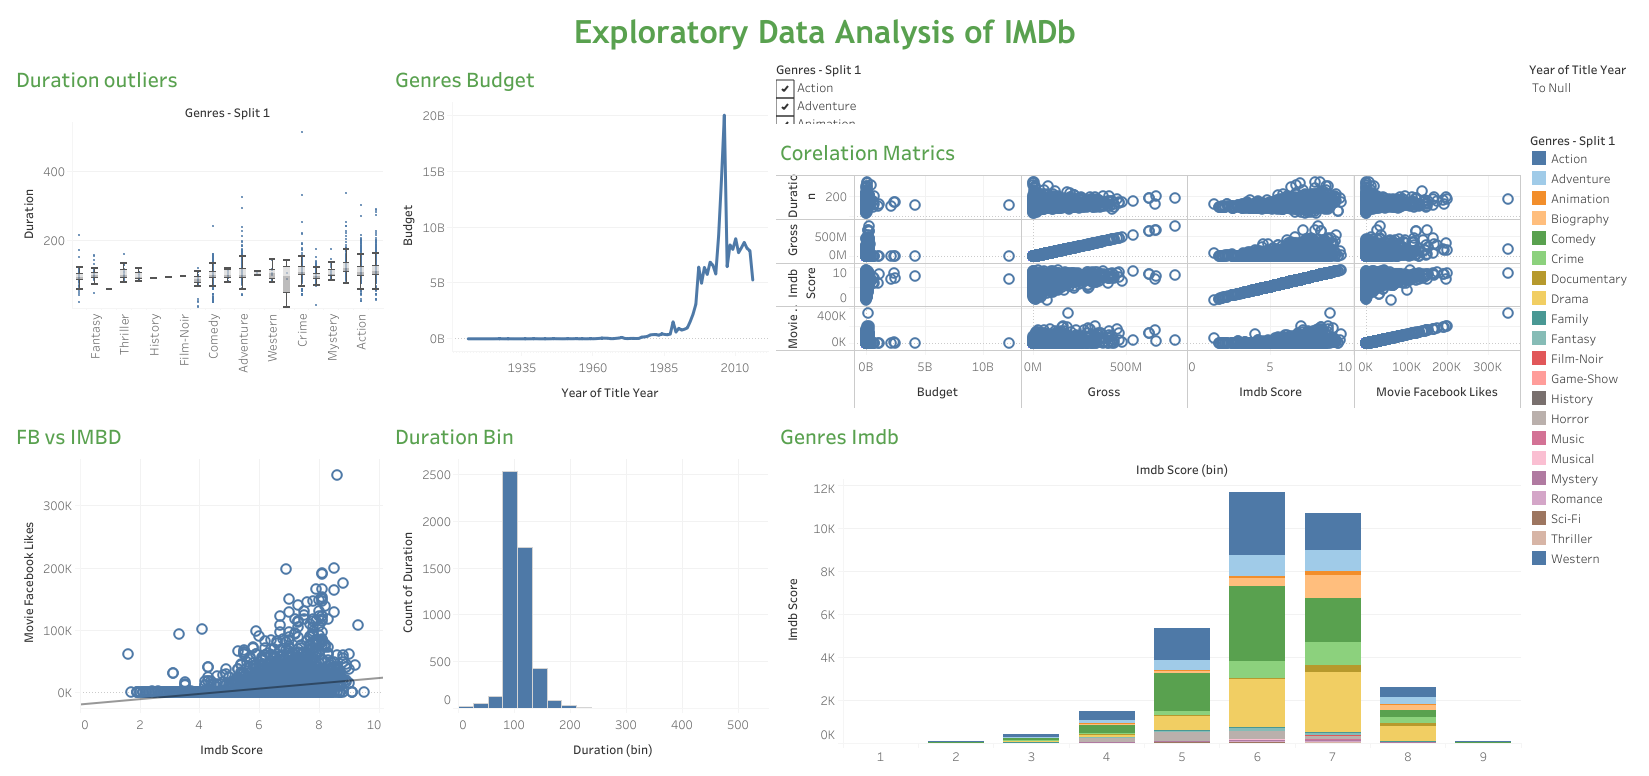 Exploratory Data Analysis of IMDb
Duration outliers
Genres - Split 1
Duration
400
200
Fantasy
Thriller
History
Film-Noir
Comedy
Adventure
Western
Crime
Mystery
Action
Genres Budget
Budget
20B
15B
10B
5B
0B
1935 1960 1985 2010
Year of Title Year
Genres - Split 1
Action
Adventure
Animation
Year of Title Year
To Null
Corelation Matrics
Duratio
n
200
Gross
500M
0M
Imdb
Score
10
0
Movie ..
400K
0K
0B 5B 10B
0M 500M
0 5 10
0K 100K 200K 300K
Budget
Gross
Imdb Score
Movie Facebook Likes
Genres - Split 1
Action
Adventure
Animation
Biography
Comedy
Crime
Documentary
Drama
Family
Fantasy
Film-Noir
Game-Show
History
Horror
Music
Musical
Mystery
Romance
Sci-Fi
Thriller
Western
FB vs IMBD
Movie Facebook Likes
300K
200K
100K
0K
0 2 4 6 8 10
Imdb Score
Duration Bin
Count of Duration
2500
2000
1500
1000
500
0
0 100 200 300 400 500
Duration (bin)
Genres Imdb
Imdb Score (bin)
Imdb Score
12K
10K
8K
6K
4K
2K
0K
1 2 3 4 5 6 7 8 9